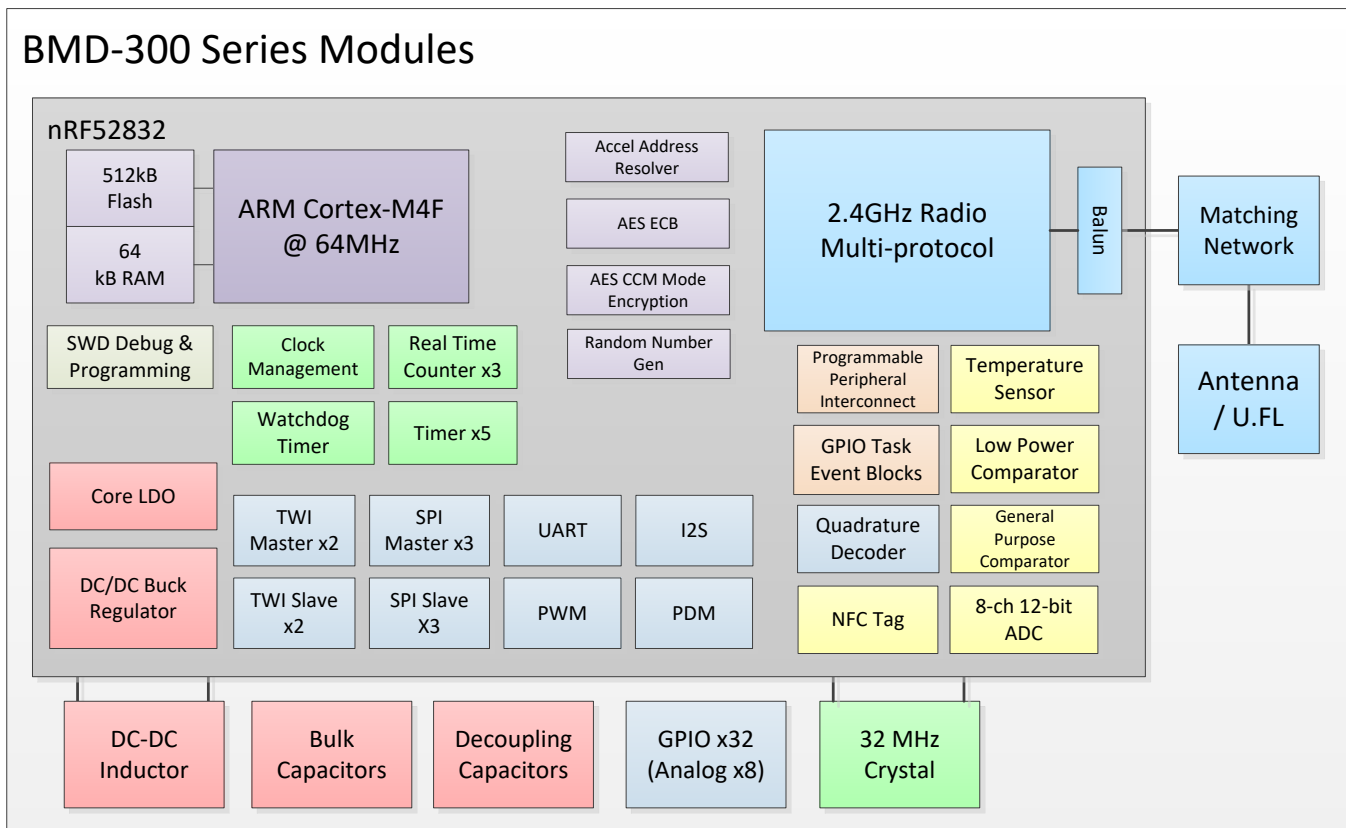 BMD-300 Series Modules
nRF52832
512kB
Flash
64
kB RAM
ARM Cortex-M4F
@ 64MHz
Accel Address
Resolver
AES ECB
AES CCM Mode
Encryption
Random Number
Gen
2.4GHz Radio
Multi-protocol
Balun
Matching
Network
Antenna
/ U.FL
SWD Debug &
Programming
Clock
Management
Real Time
Counter x3
Watchdog
Timer
Timer x5
Programmable
Peripheral
Interconnect
Temperature
Sensor
GPIO Task
Event Blocks
Low Power
Comparator
Core LDO
DC/DC Buck
Regulator
TWI
Master x2
SPI
Master x3
UART
I2S
Quadrature
Decoder
General
Purpose
Comparator
TWI Slave
x2
SPI Slave
X3
PWM
PDM
NFC Tag
8-ch 12-bit
ADC
DC-DC
Inductor
Bulk
Capacitors
Decoupling
Capacitors
GPIO x32
(Analog x8)
32 MHz
Crystal